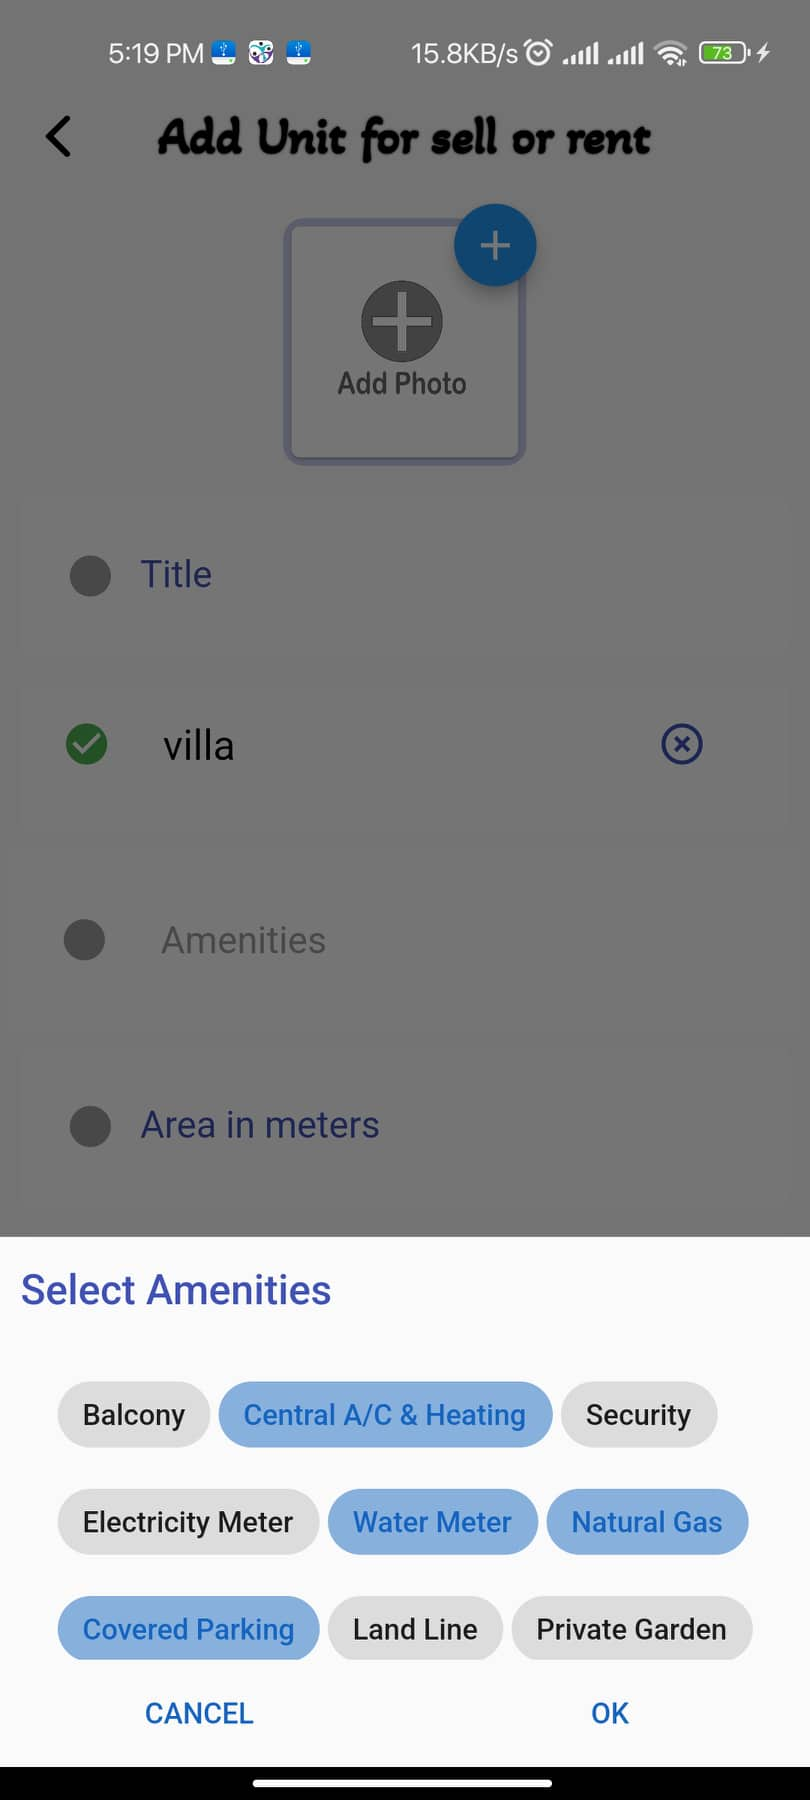 5:19 PM 15.8KB/s 73
Add Unit for sell or rent
Add Photo
Title
villa
Amenities
Area in meters
Select Amenities
Balcony Central A/C & Heating Security
Electricity Meter Water Meter Natural Gas
Covered Parking Land Line Private Garden
CANCEL OK